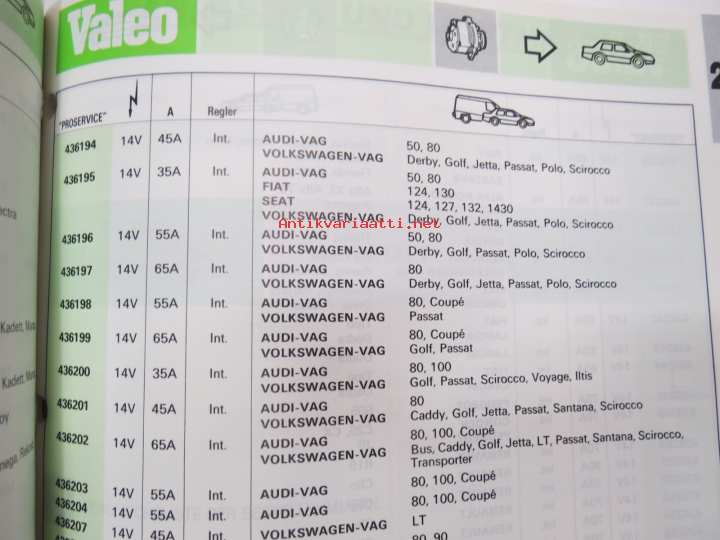 Valeo
2
"PROSERVICE" A Regler
436194 14V 45A Int. AUDI-VAG 50, 80
VOLKSWAGEN-VAG Derby, Golf, Jetta, Passat, Polo, Scirocco
436195 14V 35A Int. AUDI-VAG 50, 80
FIAT 124, 130
SEAT 124, 127, 132, 1430
VOLKSWAGEN-VAG Derby, Golf, Jetta, Passat, Polo, Scirocco
Antikvariaatti.net
436196 14V 55A Int. AUDI-VAG 50, 80
VOLKSWAGEN-VAG Derby, Golf, Passat, Polo, Scirocco
436197 14V 65A Int. AUDI-VAG 80
VOLKSWAGEN-VAG Derby, Golf, Jetta, Passat, Polo, Scirocco
436198 14V 55A Int. AUDI-VAG 80, Coupé
VOLKSWAGEN-VAG Passat
436199 14V 65A Int. AUDI-VAG 80, Coupé
VOLKSWAGEN-VAG Golf, Passat
436200 14V 35A Int. AUDI-VAG 80, 100
VOLKSWAGEN-VAG Golf, Passat, Scirocco, Voyage, Iltis
436201 14V 45A Int. AUDI-VAG 80
VOLKSWAGEN-VAG Caddy, Golf, Jetta, Passat, Santana, Scirocco
436202 14V 65A Int. AUDI-VAG 80, 100, Coupé
VOLKSWAGEN-VAG Bus, Caddy, Golf, Jetta, LT, Passat, Santana, Scirocco,
Transporter
436203 14V 55A Int. AUDI-VAG 80, 100, Coupé
436204 14V 55A Int. AUDI-VAG 80, 100, Coupé
436207 14V 45A Int. VOLKSWAGEN-VAG LT
80, 90
Kadett,
Kadett,